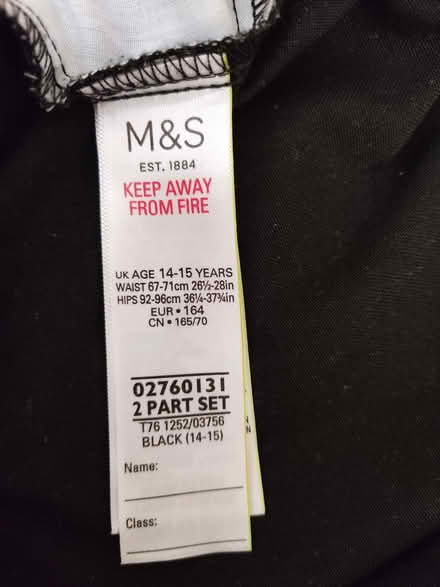 M&S
EST. 1884
KEEP AWAY
FROM FIRE
UK AGE 14-15 YEARS
WAIST 67-71cm 26½-28in
HIPS 92-96cm 36¼-37¾in
EUR • 164
CN • 165/70
02760131
2 PART SET
T76 1252/03756
BLACK (14-15)
Name:
Class: